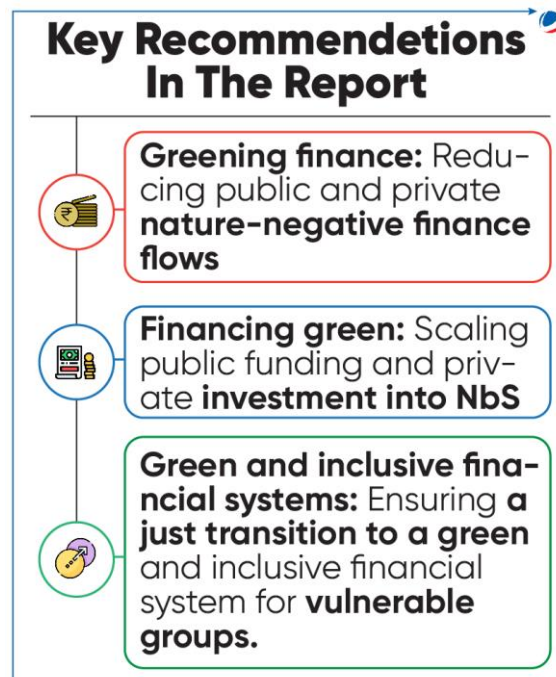 Key Recommendetions
In The Report
Greening finance: Redu-
cing public and private
nature-negative finance
flows
₹
Financing green: Scaling
public funding and priv-
ate investment into NbS
Green and inclusive fina-
ncial systems: Ensuring a
just transition to a green
and inclusive financial
system for vulnerable
groups.